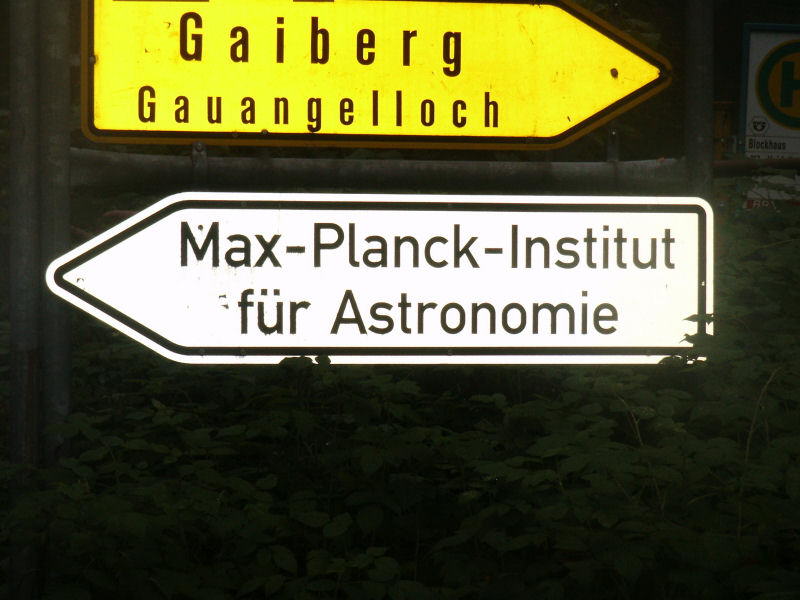 Gaiberg
Gauangelloch
H
Blockhaus
Max-Planck-Institut
für Astronomie